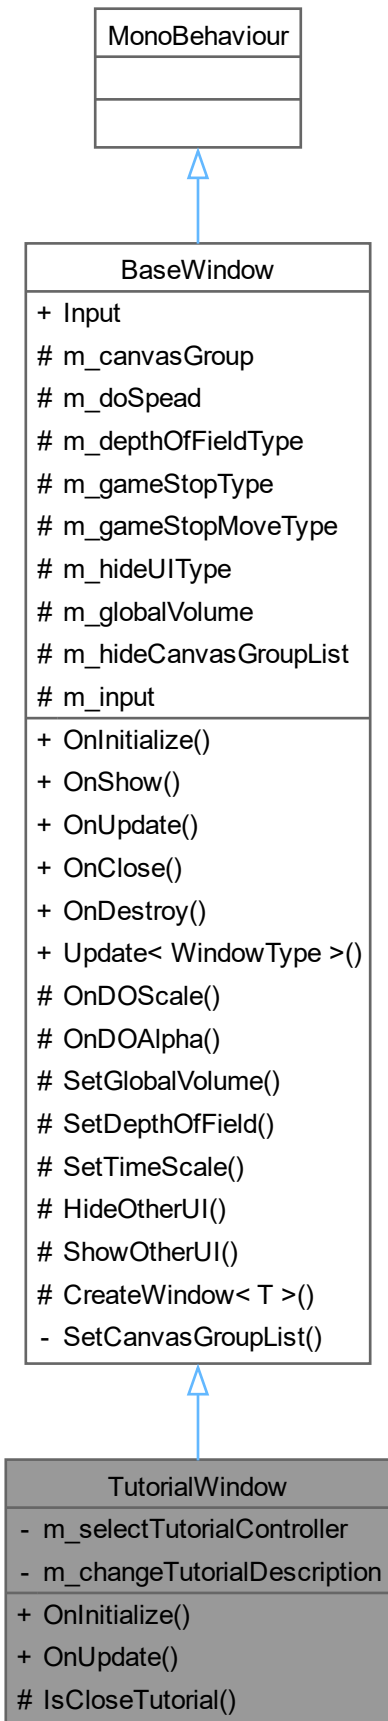 MonoBehaviour
BaseWindow
+ Input
# m_canvasGroup
# m_doSpead
# m_depthOfFieldType
# m_gameStopType
# m_gameStopMoveType
# m_hideUIType
# m_globalVolume
# m_hideCanvasGroupList
# m_input
+ OnInitialize()
+ OnShow()
+ OnUpdate()
+ OnClose()
+ OnDestroy()
+ Update< WindowType >()
# OnDOScale()
# OnDOAlpha()
# SetGlobalVolume()
# SetDepthOfField()
# SetTimeScale()
# HideOtherUI()
# ShowOtherUI()
# CreateWindow< T >()
- SetCanvasGroupList()
TutorialWindow
- m_selectTutorialController
- m_changeTutorialDescription
+ OnInitialize()
+ OnUpdate()
# IsCloseTutorial()